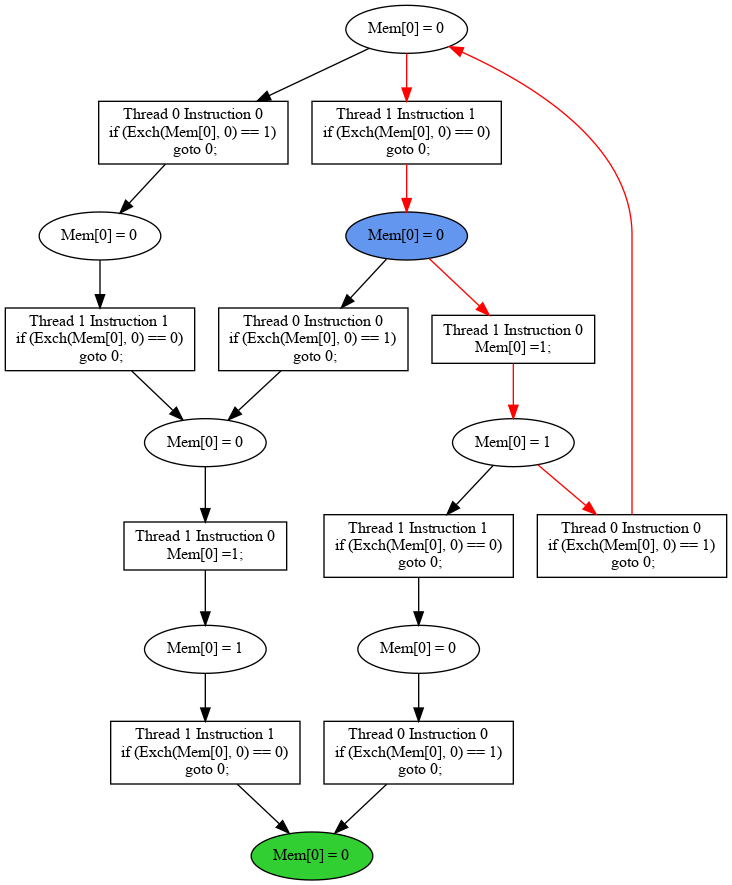 Mem[0] = 0
Thread 0 Instruction 0
if (Exch(Mem[0], 0) == 1)
goto 0;
Thread 1 Instruction 1
if (Exch(Mem[0], 0) == 0)
goto 0;
Mem[0] = 0
Mem[0] = 0
Thread 1 Instruction 1
if (Exch(Mem[0], 0) == 0)
goto 0;
Thread 0 Instruction 0
if (Exch(Mem[0], 0) == 1)
goto 0;
Thread 1 Instruction 0
Mem[0] =1;
Mem[0] = 0
Mem[0] = 1
Thread 1 Instruction 0
Mem[0] =1;
Thread 1 Instruction 1
if (Exch(Mem[0], 0) == 0)
goto 0;
Thread 0 Instruction 0
if (Exch(Mem[0], 0) == 1)
goto 0;
Mem[0] = 1
Mem[0] = 0
Thread 1 Instruction 1
if (Exch(Mem[0], 0) == 0)
goto 0;
Thread 0 Instruction 0
if (Exch(Mem[0], 0) == 1)
goto 0;
Mem[0] = 0